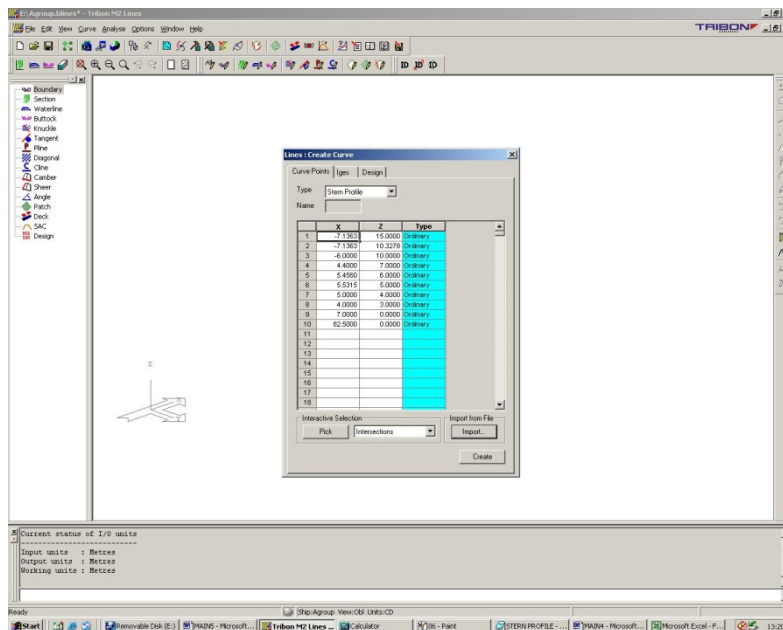 E:\Agroup.blines* - Tribon M2 Lines
File Edit View Curve Analyse Options Window Help
TRIBON
ID ID ID
Boundary
Section
Waterline
Buttock
Knuckle
Tangent
Pline
Diagonal
Cline
Camber
Sheer
Angle
Patch
Deck
SAC
Design
Lines : Create Curve
Curve Points Iges Design
Type Stern Profile
Name
X Z Type
1 -7.1363 15.0000 Ordinary
2 -7.1363 10.3278 Ordinary
3 -6.0000 10.0000 Ordinary
4 4.4000 7.0000 Ordinary
5 5.4560 6.0000 Ordinary
6 5.5315 5.0000 Ordinary
7 5.0000 4.0000 Ordinary
8 4.0000 3.0000 Ordinary
9 7.0000 0.0000 Ordinary
10 82.5000 0.0000 Ordinary
11
12
13
14
15
16
17
18
Interactive Selection Import from File
Pick Intersections Import...
Create
Z
X
Y
Current status of I/O units
Input units : Metres
Output units : Metres
Working units : Metres
Ready Ship:Agroup View:Obl Units:CD
Start Removable Disk (E:) MAIN5 - Microsoft... Tribon M2 Lines ... Calculator 06 - Paint STERN PROFILE - ... MAIN4 - Microsoft... Microsoft Excel - F...